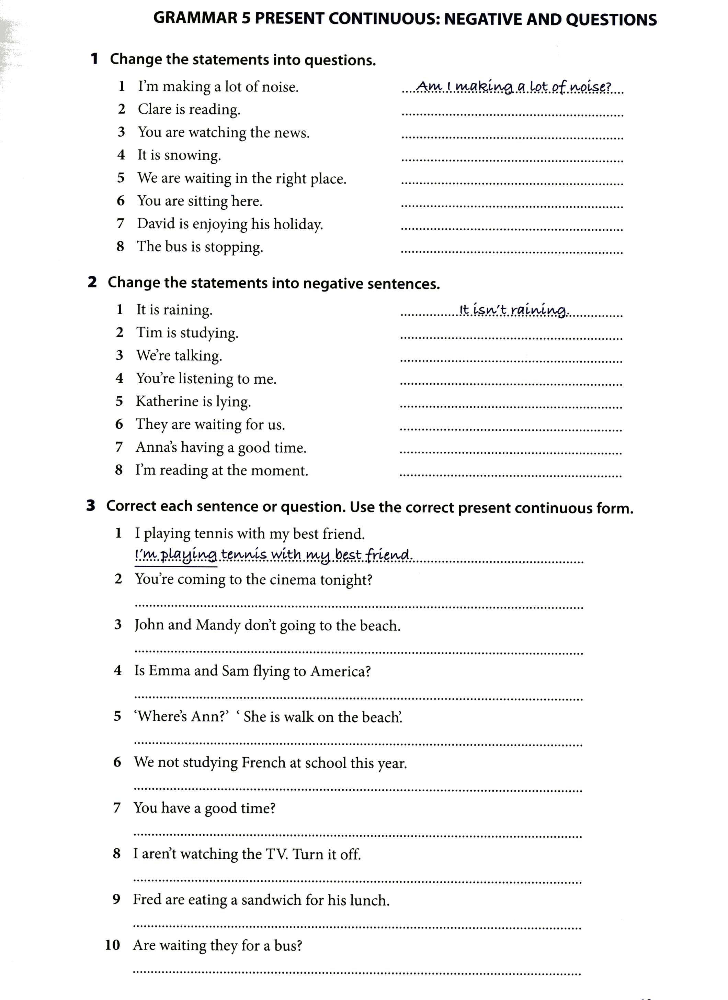 GRAMMAR 5 PRESENT CONTINUOUS: NEGATIVE AND QUESTIONS
1 Change the statements into questions.
1 I'm making a lot of noise. ....Am I making a lot of noise?....
2 Clare is reading. ....................
3 You are watching the news. ....................
4 It is snowing. ....................
5 We are waiting in the right place. ....................
6 You are sitting here. ....................
7 David is enjoying his holiday. ....................
8 The bus is stopping. ....................
2 Change the statements into negative sentences.
1 It is raining. ..........It isn't raining...........
2 Tim is studying. ....................
3 We're talking. ....................
4 You're listening to me. ....................
5 Katherine is lying. ....................
6 They are waiting for us. ....................
7 Anna's having a good time. ....................
8 I'm reading at the moment. ....................
3 Correct each sentence or question. Use the correct present continuous form.
1 I playing tennis with my best friend.
I'm playing tennis with my best friend.....................
2 You're coming to the cinema tonight?
....................
3 John and Mandy don't going to the beach.
....................
4 Is Emma and Sam flying to America?
....................
5 ‘Where's Ann?’ ‘ She is walk on the beach’.
....................
6 We not studying French at school this year.
....................
7 You have a good time?
....................
8 I aren't watching the TV. Turn it off.
....................
9 Fred are eating a sandwich for his lunch.
....................
10 Are waiting they for a bus?
....................